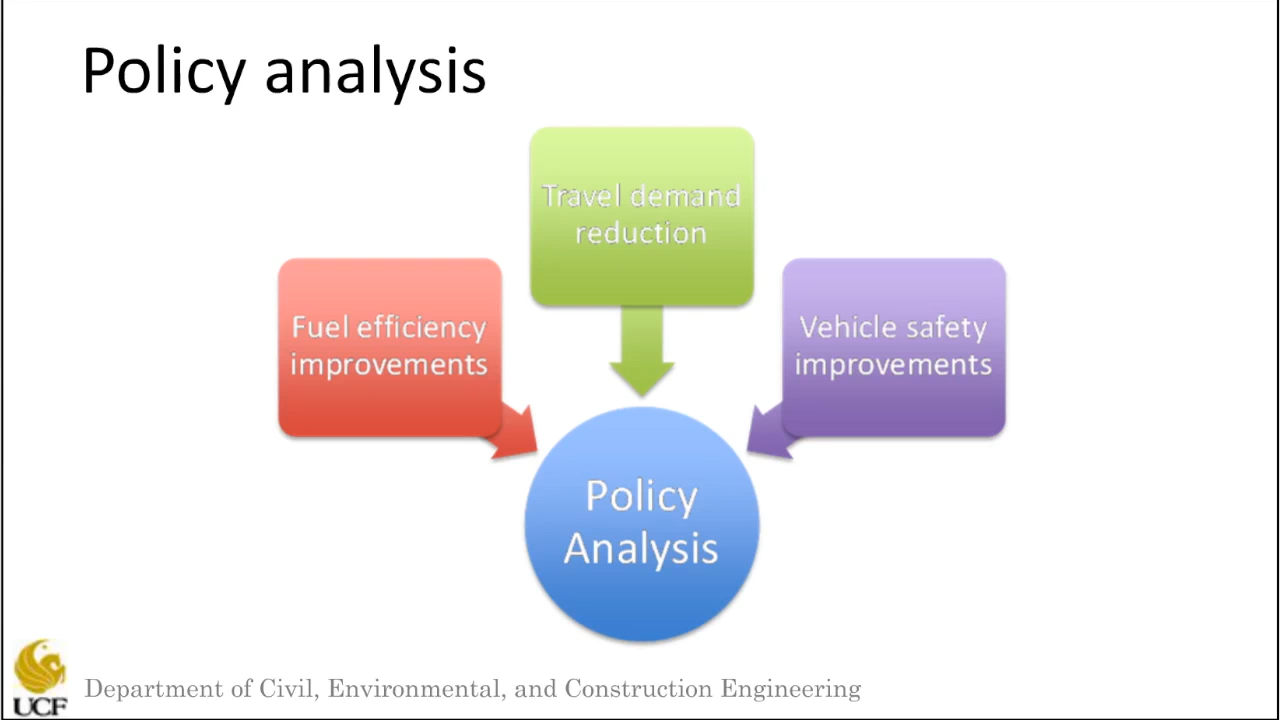 Policy analysis
Travel demand
reduction
Fuel efficiency
improvements
Vehicle safety
improvements
Policy
Analysis
Department of Civil, Environmental, and Construction Engineering
UCF